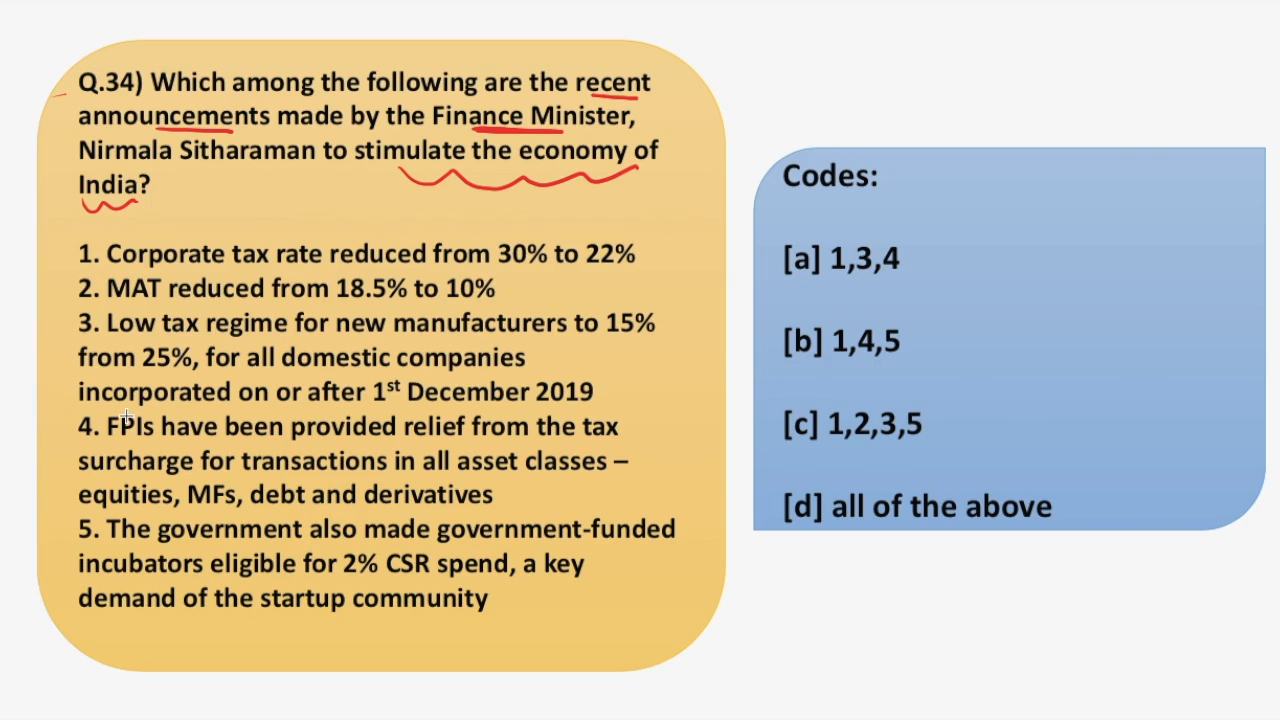 Q.34) Which among the following are the recent
announcements made by the Finance Minister,
Nirmala Sitharaman to stimulate the economy of
India?
1. Corporate tax rate reduced from 30% to 22%
2. MAT reduced from 18.5% to 10%
3. Low tax regime for new manufacturers to 15%
from 25%, for all domestic companies
incorporated on or after 1st December 2019
4. FPIs have been provided relief from the tax
surcharge for transactions in all asset classes –
equities, MFs, debt and derivatives
5. The government also made government-funded
incubators eligible for 2% CSR spend, a key
demand of the startup community
Codes:
[a] 1,3,4
[b] 1,4,5
[c] 1,2,3,5
[d] all of the above